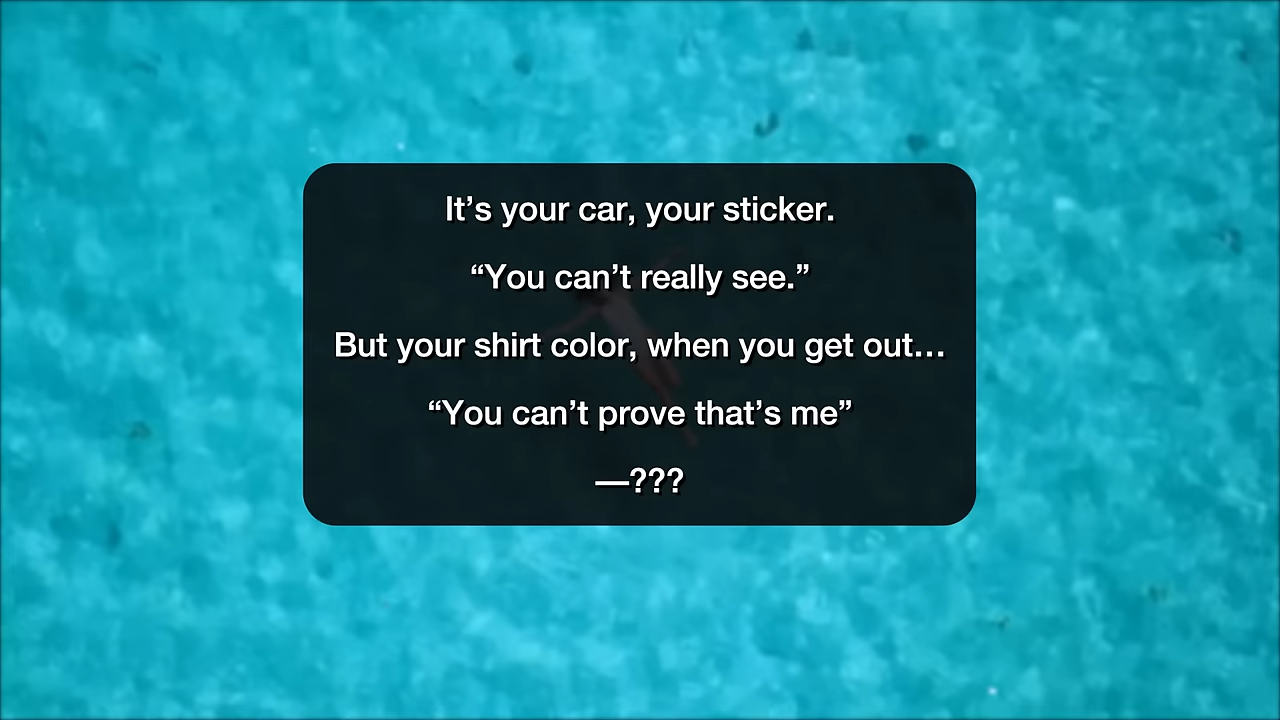 It’s your car, your sticker.
“You can’t really see.”
But your shirt color, when you get out…
“You can’t prove that’s me”
—???